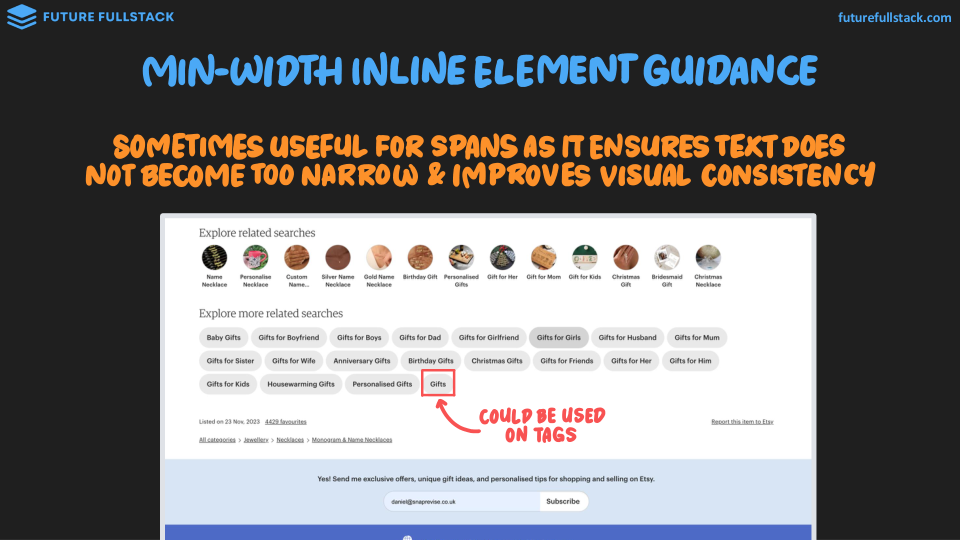 FUTURE FULLSTACK
futurefullstack.com
MIN-WIDTH INLINE ELEMENT GUIDANCE
SOMETIMES USEFUL FOR SPANS AS IT ENSURES TEXT DOES
NOT BECOME TOO NARROW & IMPROVES VISUAL CONSISTENCY
Explore related searches
Name Necklace
Personalise Necklace
Custom Name...
Silver Name Necklace
Gold Name Necklace
Birthday Gift
Personalised Gifts
Gift for Her
Gift for Mom
Gift for Kids
Christmas Gift
Bridesmaid Gift
Christmas Necklace
Explore more related searches
Baby Gifts Gifts for Boyfriend Gifts for Boys Gifts for Dad Gifts for Girlfriend Gifts for Girls Gifts for Husband Gifts for Mum
Gifts for Sister Gifts for Wife Anniversary Gifts Birthday Gifts Christmas Gifts Gifts for Friends Gifts for Her Gifts for Him
Gifts for Kids Housewarming Gifts Personalised Gifts Gifts
COULD BE USED
ON TAGS
Listed on 23 Nov, 2023 4429 favourites
Report this item to Etsy
All categories > Jewellery > Necklaces > Monogram & Name Necklaces
Yes! Send me exclusive offers, unique gift ideas, and personalised tips for shopping and selling on Etsy.
daniel@snaprevise.co.uk Subscribe